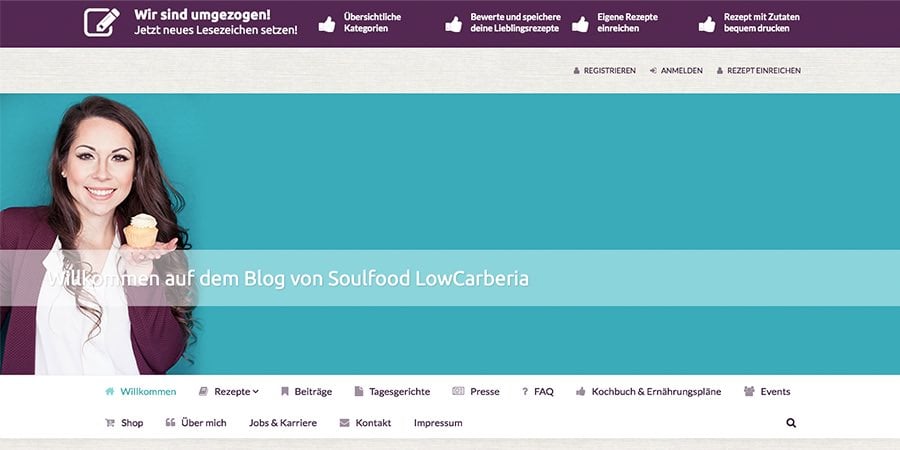 Wir sind umgezogen!
Jetzt neues Lesezeichen setzen!
Übersichtliche
Kategorien
Bewerte und speichere
deine Lieblingsrezepte
Eigene Rezepte
einreichen
Rezept mit Zutaten
bequem drucken
REGISTRIEREN ANMELDEN REZEPT EINREICHEN
Willkommen auf dem Blog von Soulfood LowCarberia
Willkommen Rezepte Beiträge Tagesgerichte Presse ? FAQ Kochbuch & Ernährungspläne Events
Shop Über mich Jobs & Karriere Kontakt Impressum